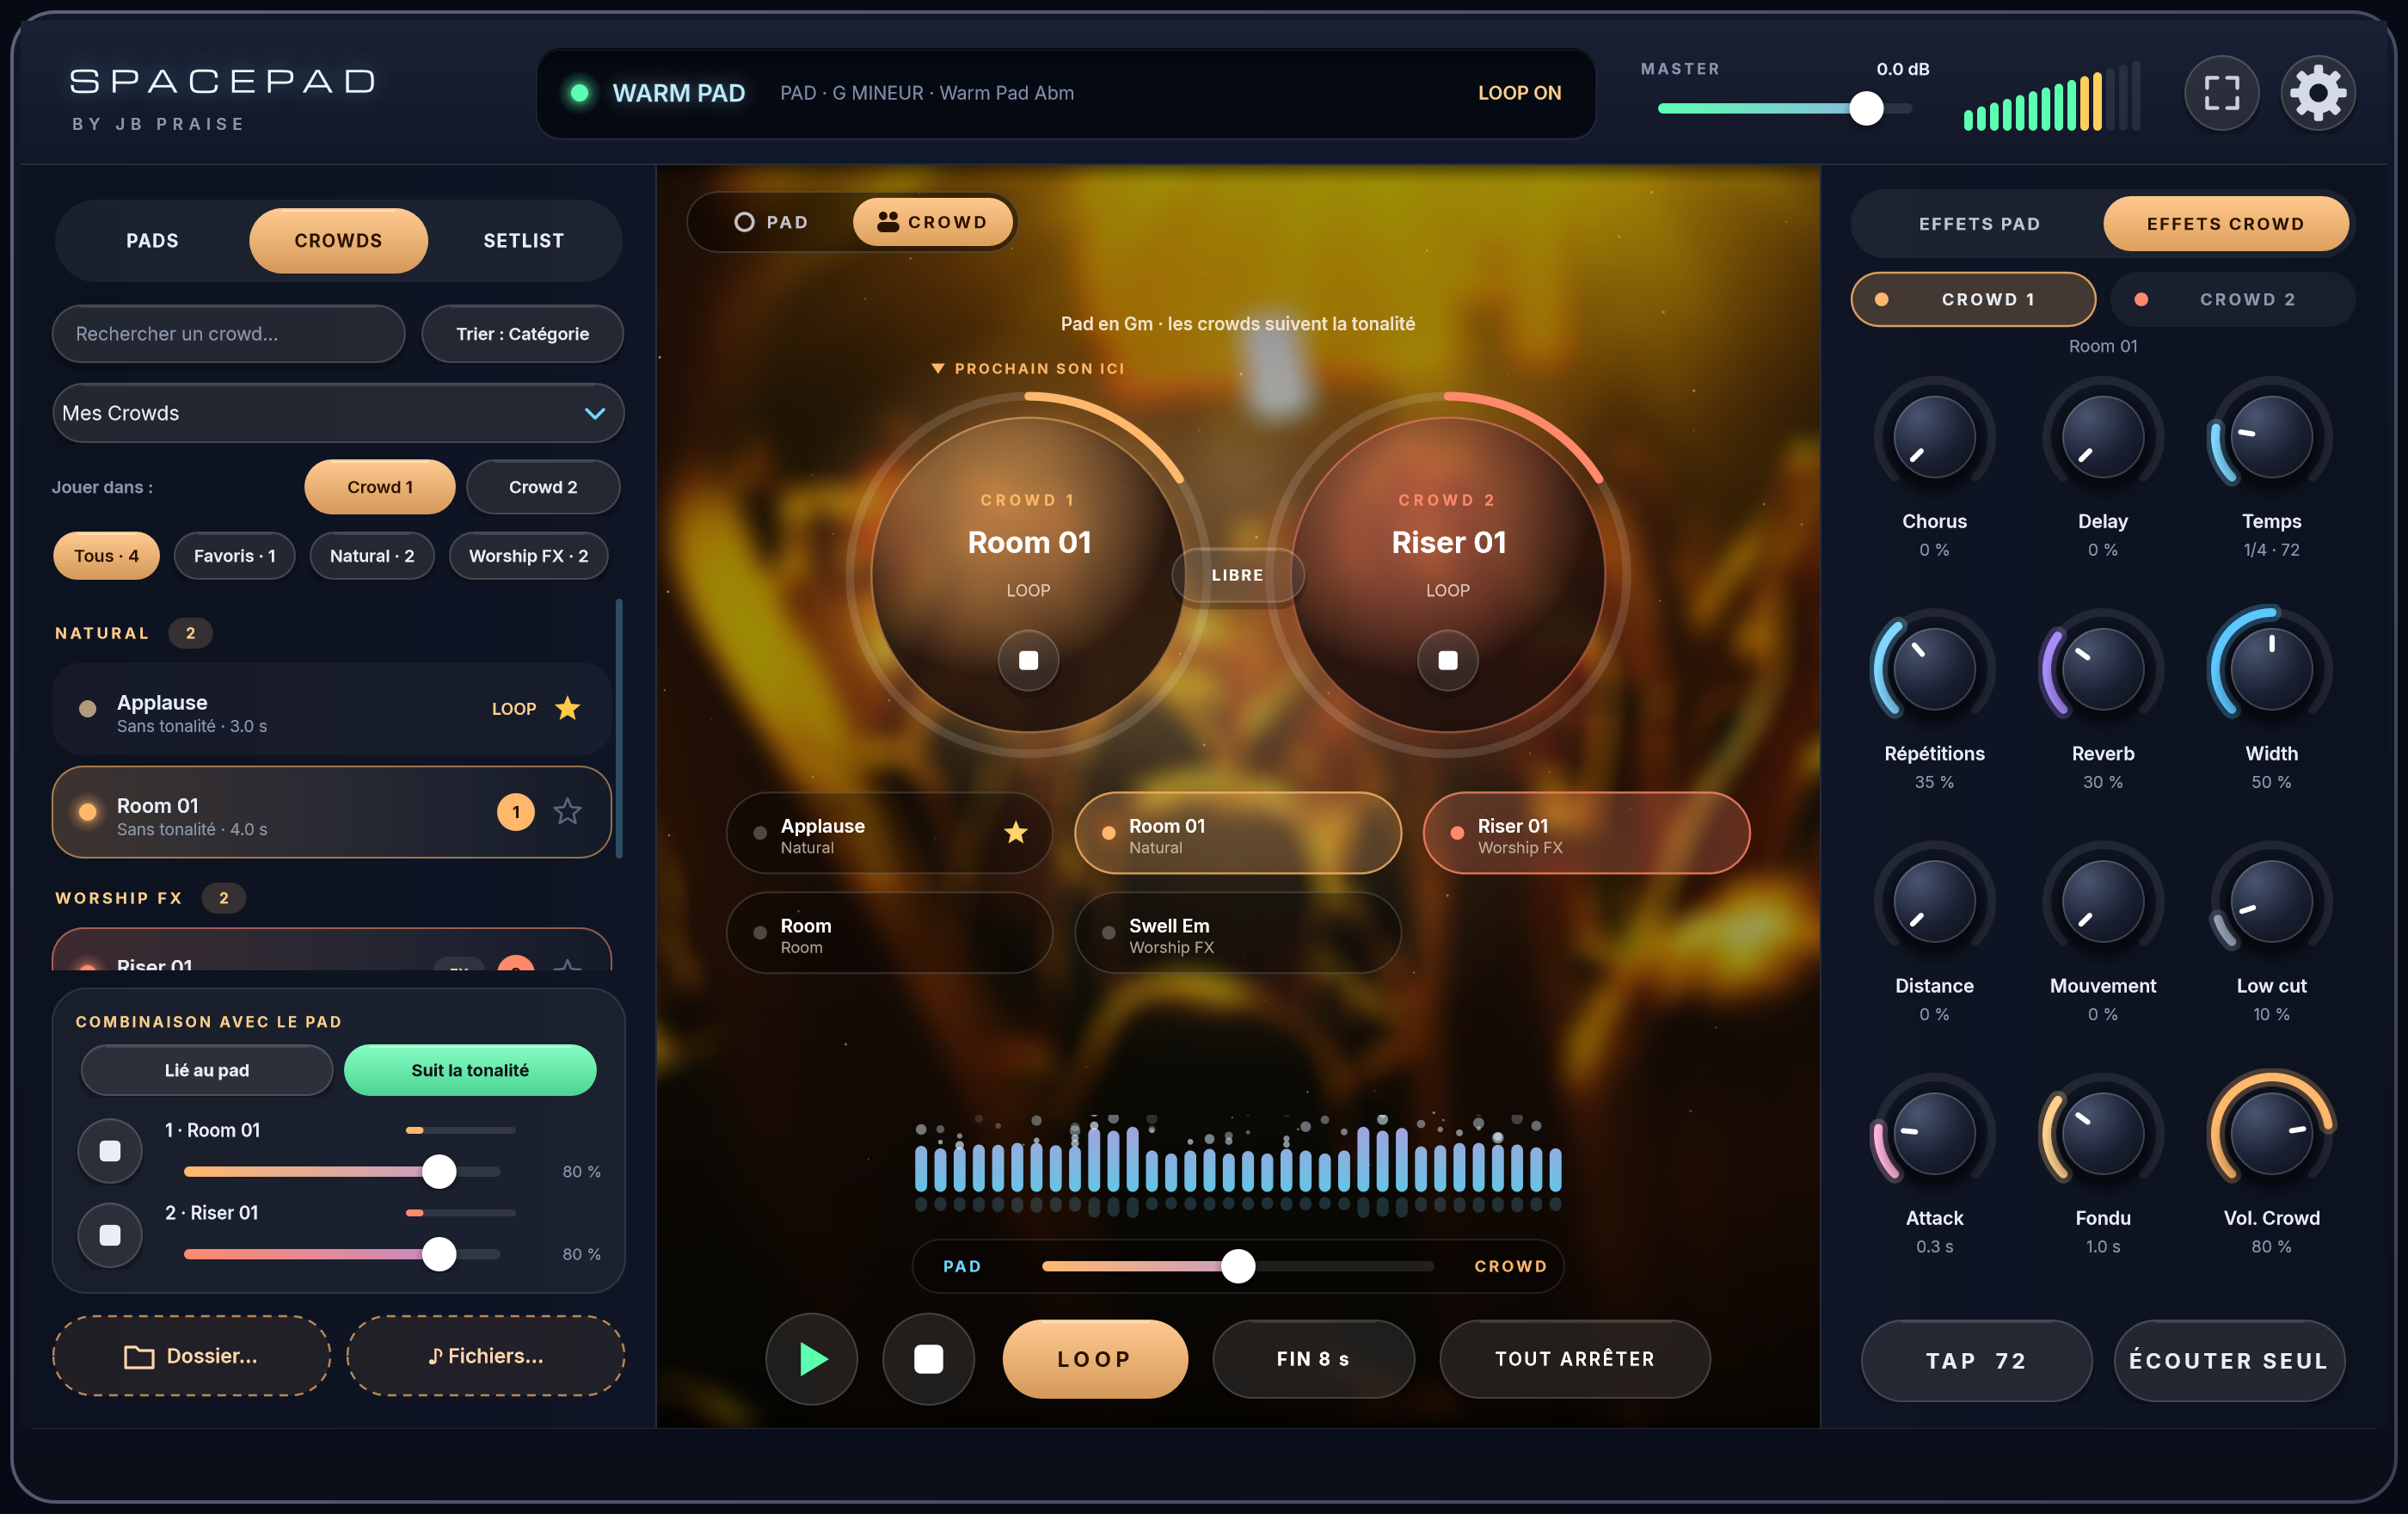 SPACEPAD
BY JB PRAISE
WARM PAD
PAD · G MINEUR · Warm Pad Abm
LOOP ON
MASTER
0.0 dB
PADS
CROWDS
SETLIST
Rechercher un crowd...
Trier : Catégorie
Mes Crowds
Jouer dans :
Crowd 1
Crowd 2
Tous · 4
Favoris · 1
Natural · 2
Worship FX · 2
NATURAL
2
Applause
Sans tonalité · 3.0 s
LOOP
Room 01
Sans tonalité · 4.0 s
1
WORSHIP FX
2
Riser 01
COMBINAISON AVEC LE PAD
Lié au pad
Suit la tonalité
1 · Room 01
80 %
2 · Riser 01
80 %
Dossier...
Fichiers...
PAD
CROWD
Pad en Gm · les crowds suivent la tonalité
PROCHAIN SON ICI
CROWD 1
Room 01
LOOP
LIBRE
CROWD 2
Riser 01
LOOP
Applause
Natural
Room 01
Natural
Riser 01
Worship FX
Room
Room
Swell Em
Worship FX
PAD
CROWD
LOOP
FIN 8 s
TOUT ARRÊTER
EFFETS PAD
EFFETS CROWD
CROWD 1
CROWD 2
Room 01
Chorus
0 %
Delay
0 %
Temps
1/4 · 72
Répétitions
35 %
Reverb
30 %
Width
50 %
Distance
0 %
Mouvement
0 %
Low cut
10 %
Attack
0.3 s
Fondu
1.0 s
Vol. Crowd
80 %
TAP 72
ÉCOUTER SEUL